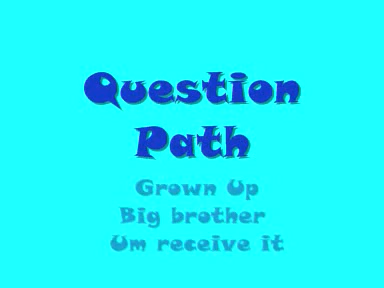 Question
Path
Grown Up
Big brother
Um receive it